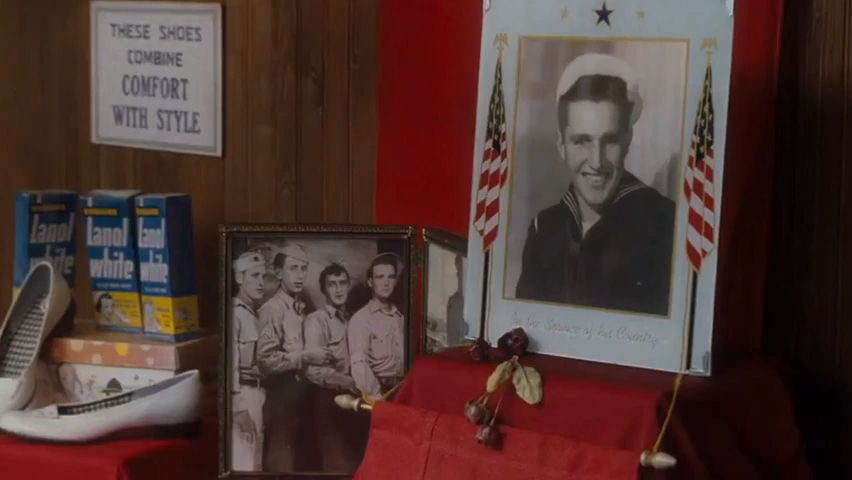 THESE SHOES
COMBINE
COMFORT
WITH STYLE
Lanol
white
Lanol
white
Lanol
white
In the Service of his Country